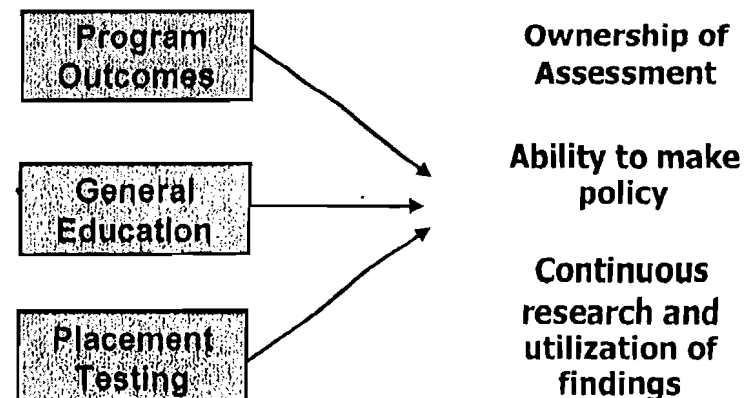 Program
Outcomes
General
Education
Placement
Testing
Ownership of
Assessment
Ability to make
policy
Continuous
research and
utilization of
findings